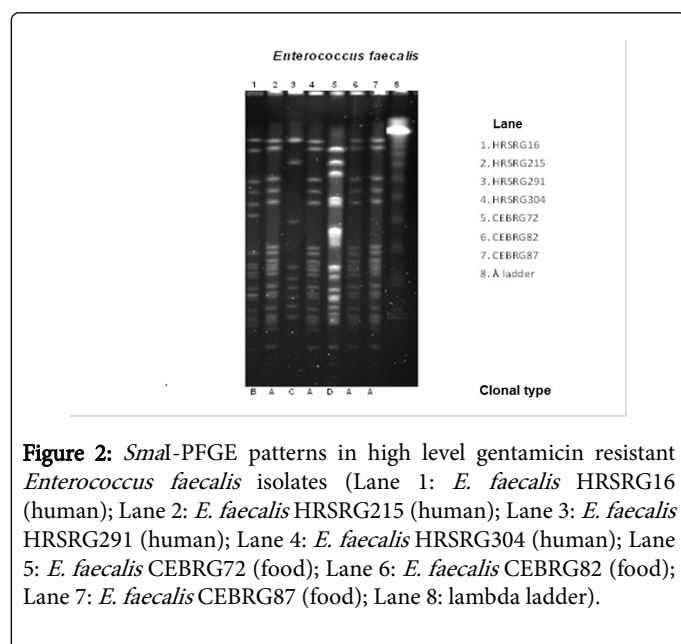 Enterococcus faecalis
1 2 3 4 5 6 7 8
Lane
1. HRSRG16
2. HRSRG215
3. HRSRG291
4. HRSRG304
5. CEBRG72
6. CEBRG82
7. CEBRG87
8. λ ladder
B A C A D A A
Clonal type
Figure 2: SmaI-PFGE patterns in high level gentamicin resistant
Enterococcus faecalis isolates (Lane 1: E. faecalis HRSRG16
(human); Lane 2: E. faecalis HRSRG215 (human); Lane 3: E. faecalis
HRSRG291 (human); Lane 4: E. faecalis HRSRG304 (human); Lane
5: E. faecalis CEBRG72 (food); Lane 6: E. faecalis CEBRG82 (food);
Lane 7: E. faecalis CEBRG87 (food); Lane 8: lambda ladder).